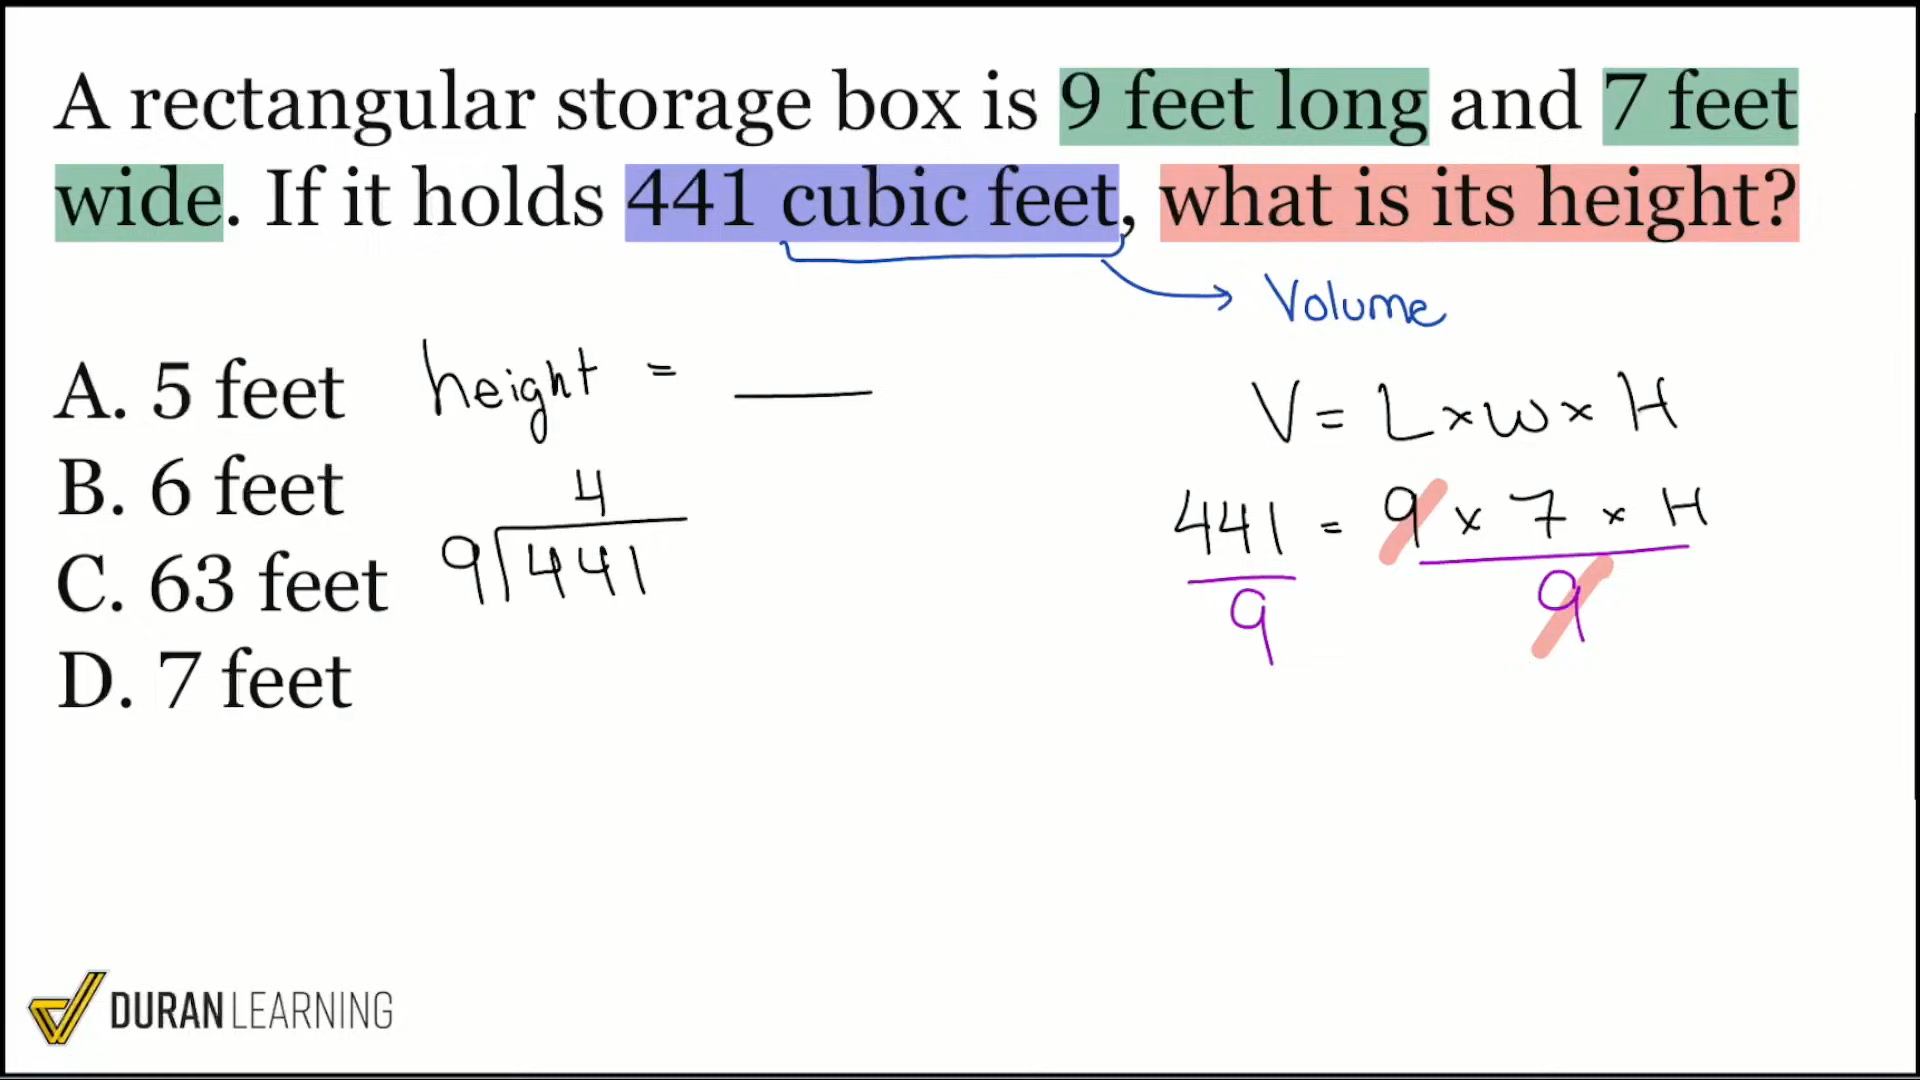 A rectangular storage box is 9 feet long and 7 feet
wide. If it holds 441 cubic feet, what is its height?
Volume
A. 5 feet
height = ____
V = L x W x H
B. 6 feet
4
9 441
441 = 9 x 7 x H
9 9
C. 63 feet
D. 7 feet
DURAN LEARNING